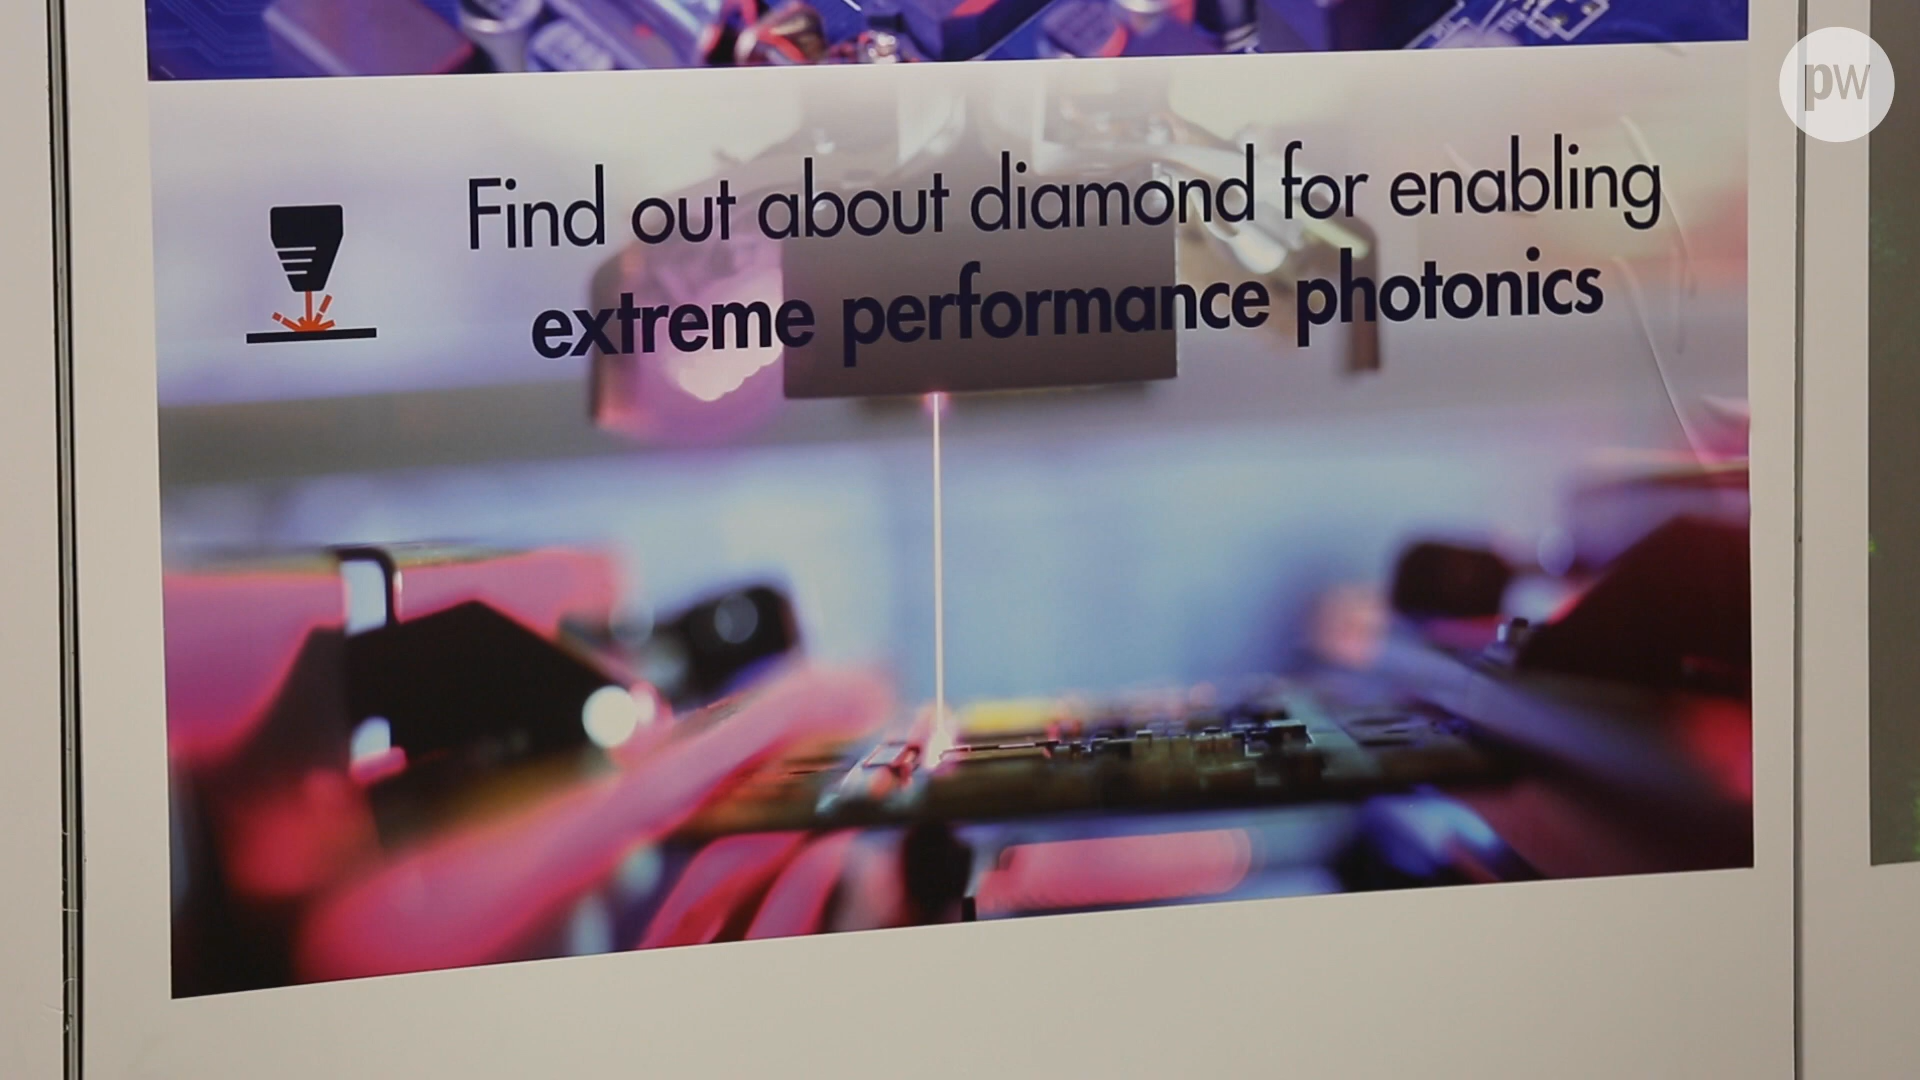 Find out about diamond for enabling
extreme performance photonics
pw